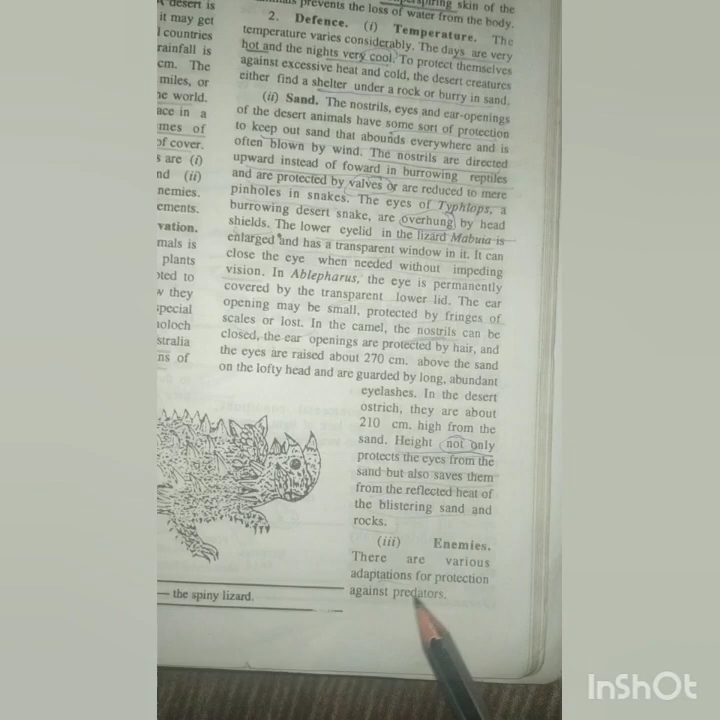 A desert is
it may get
l countries
rainfall is
cm. The
miles, or
he world.
ace in a
mes of
of cover.
s are (i)
nd (ii)
nemies.
ements.
vation.
mals is
plants
oted to
w they
special
noloch
stralia
ns of
perspiring skin of the
prevents the loss of water from the body.
2. Defence. (i) Temperature. The
temperature varies considerably. The days are very
hot and the nights very cool. To protect themselves
against excessive heat and cold, the desert creatures
either find a shelter under a rock or burry in sand.
(ii) Sand. The nostrils, eyes and ear-openings
of the desert animals have some sort of protection
to keep out sand that abounds everywhere and is
often blown by wind. The nostrils are directed
upward instead of foward in burrowing reptiles
and are protected by valves or are reduced to mere
pinholes in snakes. The eyes of Typhlops, a
burrowing desert snake, are overhung by head
shields. The lower eyelid in the lizard Mabuia is
enlarged and has a transparent window in it. It can
close the eye when needed without impeding
vision. In Ablepharus, the eye is permanently
covered by the transparent lower lid. The ear
opening may be small, protected by fringes of
scales or lost. In the camel, the nostrils can be
closed, the ear openings are protected by hair, and
the eyes are raised about 270 cm. above the sand
on the lofty head and are guarded by long, abundant
eyelashes. In the desert
ostrich, they are about
210 cm. high from the
sand. Height not only
protects the eyes from the
sand but also saves them
from the reflected heat of
the blistering sand and
rocks.
(iii) Enemies.
There are various
adaptations for protection
against predators.
— the spiny lizard.
InShOt